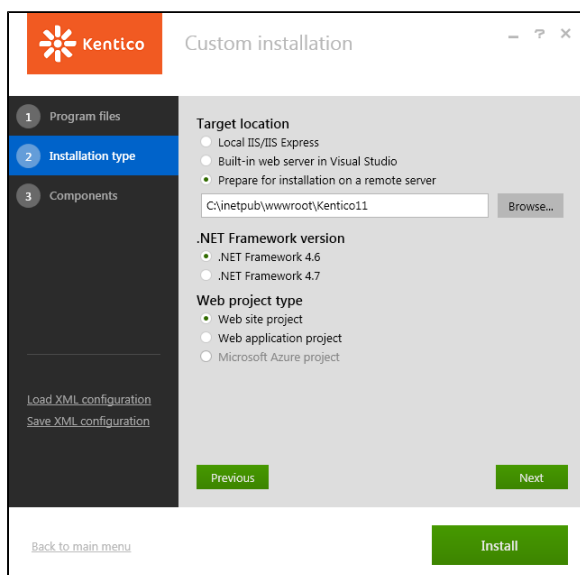 Kentico
Custom installation
1 Program files
2 Installation type
3 Components
Load XML configuration
Save XML configuration
Target location
Local IIS/IIS Express
Built-in web server in Visual Studio
Prepare for installation on a remote server
C:\inetpub\wwwroot\Kentico11
Browse...
.NET Framework version
.NET Framework 4.6
.NET Framework 4.7
Web project type
Web site project
Web application project
Microsoft Azure project
Previous
Next
Back to main menu
Install